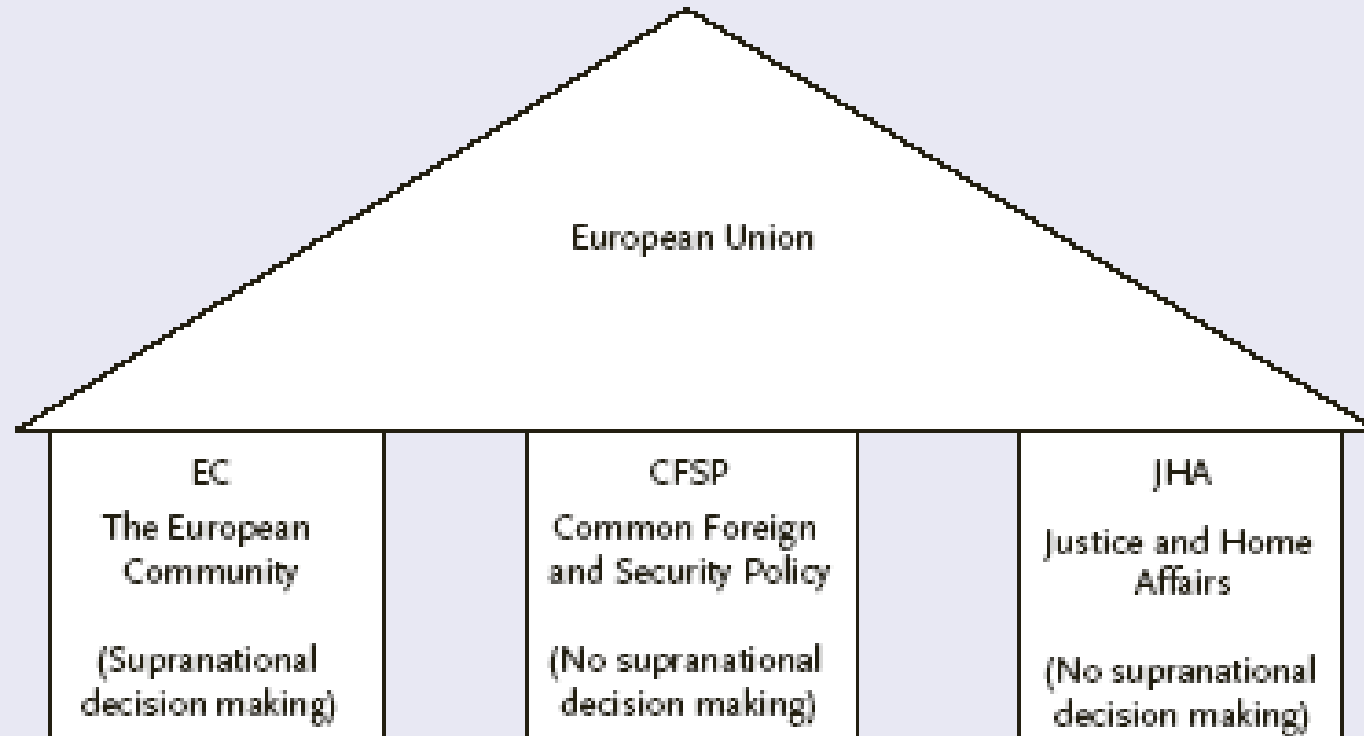 European Union
EC
The European
Community
(Supranational
decision making)
CFSP
Common Foreign
and Security Policy
(No supranational
decision making)
JHA
Justice and Home
Affairs
(No supranational
decision making)